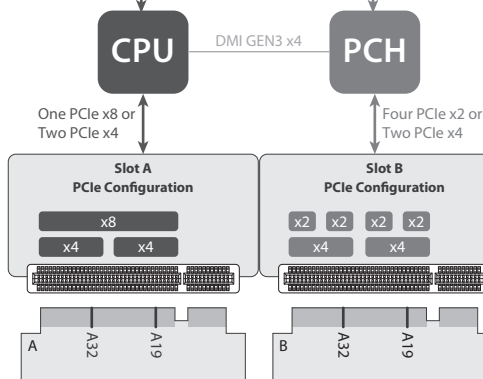 CPU
DMI GEN3 x4
PCH
One PCIe x8 or
Two PCIe x4
Four PCIe x2 or
Two PCIe x4
Slot A
PCIe Configuration
x8
x4 x4
Slot B
PCIe Configuration
x2 x2 x2 x2
x4 x4
A
A32
A19
B
A32
A19